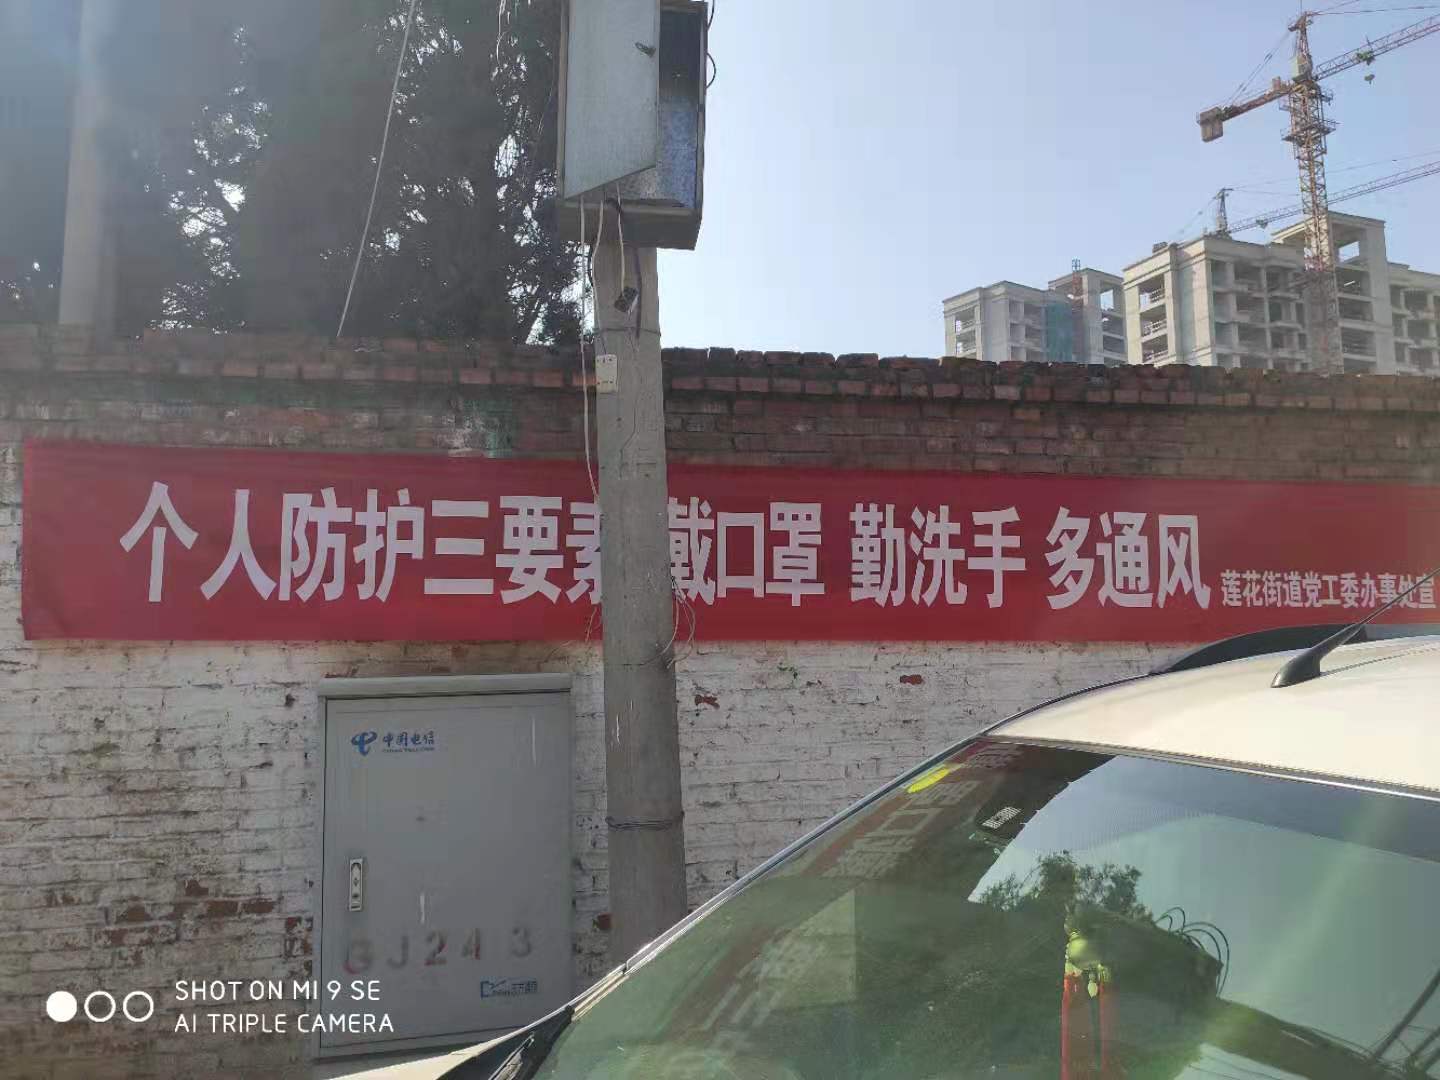 个人防护三要素 戴口罩 勤洗手 多通风 莲花街道党工委办事处宣
中国电信
GJ2413
SHOT ON MI 9 SE
AI TRIPLE CAMERA